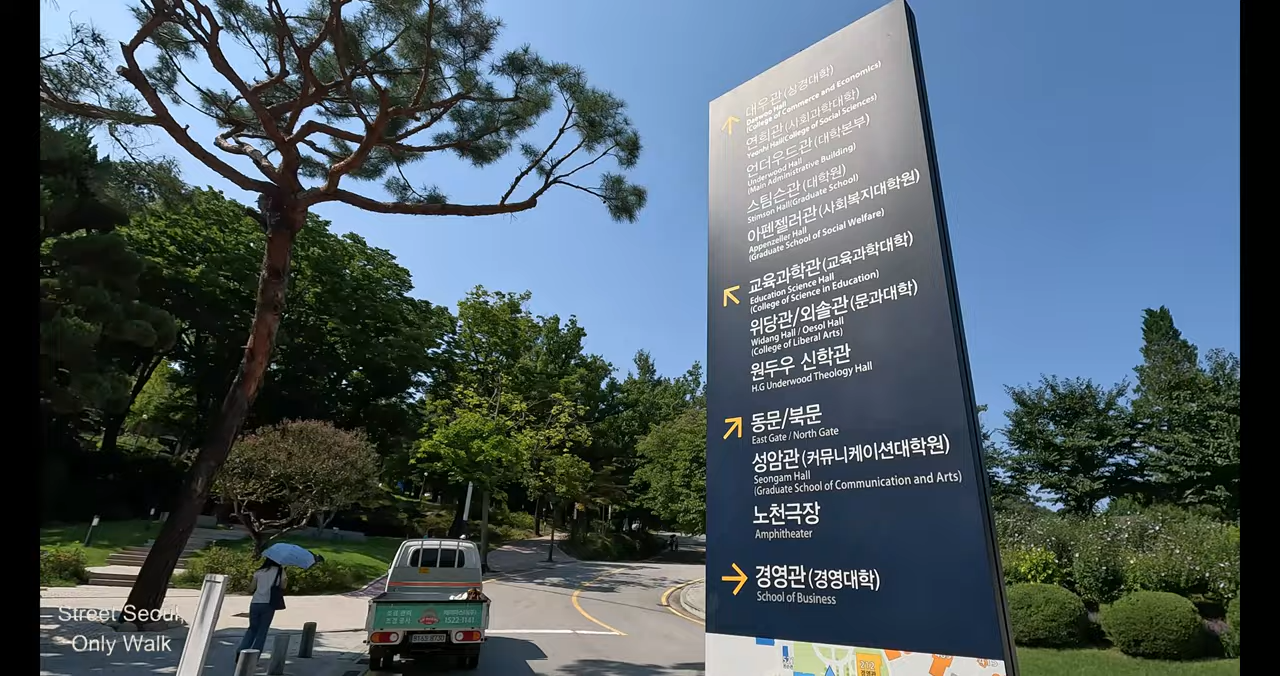 대우관(상경대학)
Daewoo Hall
(College of Commerce and Economics)
연희관(사회과학대학)
Yeonhi Hall(College of Social Sciences)
언더우드관(대학본부)
Underwood Hall
(Main Administrative Building)
스팀슨관(대학원)
Stimson Hall(Graduate School)
아펜젤러관(사회복지대학원)
Appenzeller Hall
(Graduate School of Social Welfare)
교육과학관(교육과학대학)
Education Science Hall
(College of Science in Education)
위당관/외솔관(문과대학)
Widang Hall / Oesol Hall
(College of Liberal Arts)
원두우 신학관
H.G Underwood Theology Hall
동문/북문
East Gate / North Gate
성암관(커뮤니케이션대학원)
Seongam Hall
(Graduate School of Communication and Arts)
노천극장
Amphitheater
경영관(경영대학)
School of Business
212
경영관
1522-1141
Street Seoul,
Only Walk